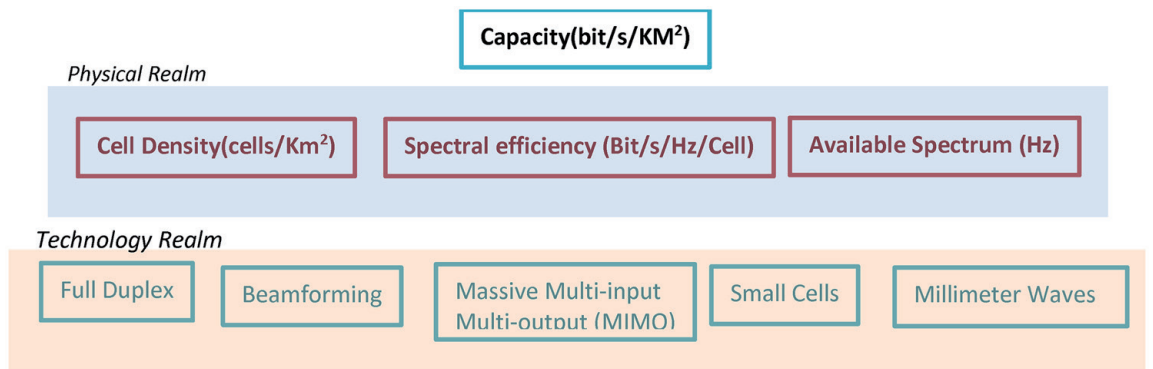 Capacity(bit/s/KM²)
Physical Realm
Cell Density(cells/Km²)
Spectral efficiency (Bit/s/Hz/Cell)
Available Spectrum (Hz)
Technology Realm
Full Duplex
Beamforming
Massive Multi-input
Multi-output (MIMO)
Small Cells
Millimeter Waves